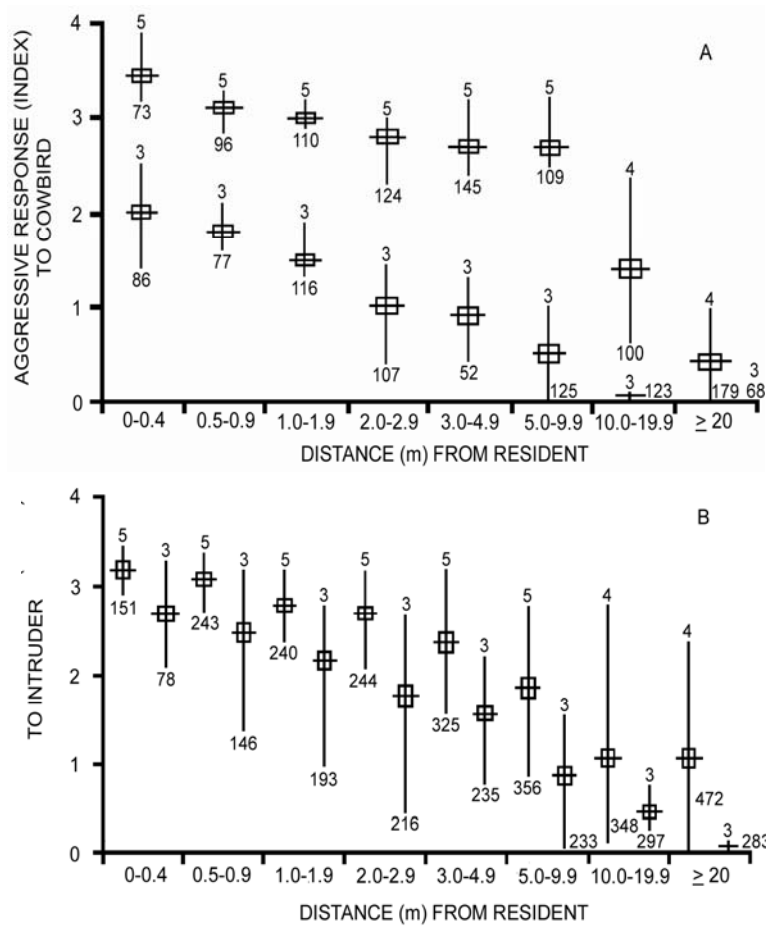 A
AGGRESSIVE RESPONSE (INDEX)
TO COWBIRD
4
3
2
1
0
5 5 5 5 5 5
73 96 110 124 145 109
3 3 3 3 3 3 4 4 3
86 77 116 107 52 125 100 3 123 179 68
0-0.4 0.5-0.9 1.0-1.9 2.0-2.9 3.0-4.9 5.0-9.9 10.0-19.9 ≥ 20
DISTANCE (m) FROM RESIDENT
B
TO INTRUDER
4
3
2
1
0
5 3 5 3 5 3 5 3 5 3 5 3 4 3 4 3
151 78 243 146 240 193 244 216 325 235 356 233 348 297 472 283
0-0.4 0.5-0.9 1.0-1.9 2.0-2.9 3.0-4.9 5.0-9.9 10.0-19.9 ≥ 20
DISTANCE (m) FROM RESIDENT